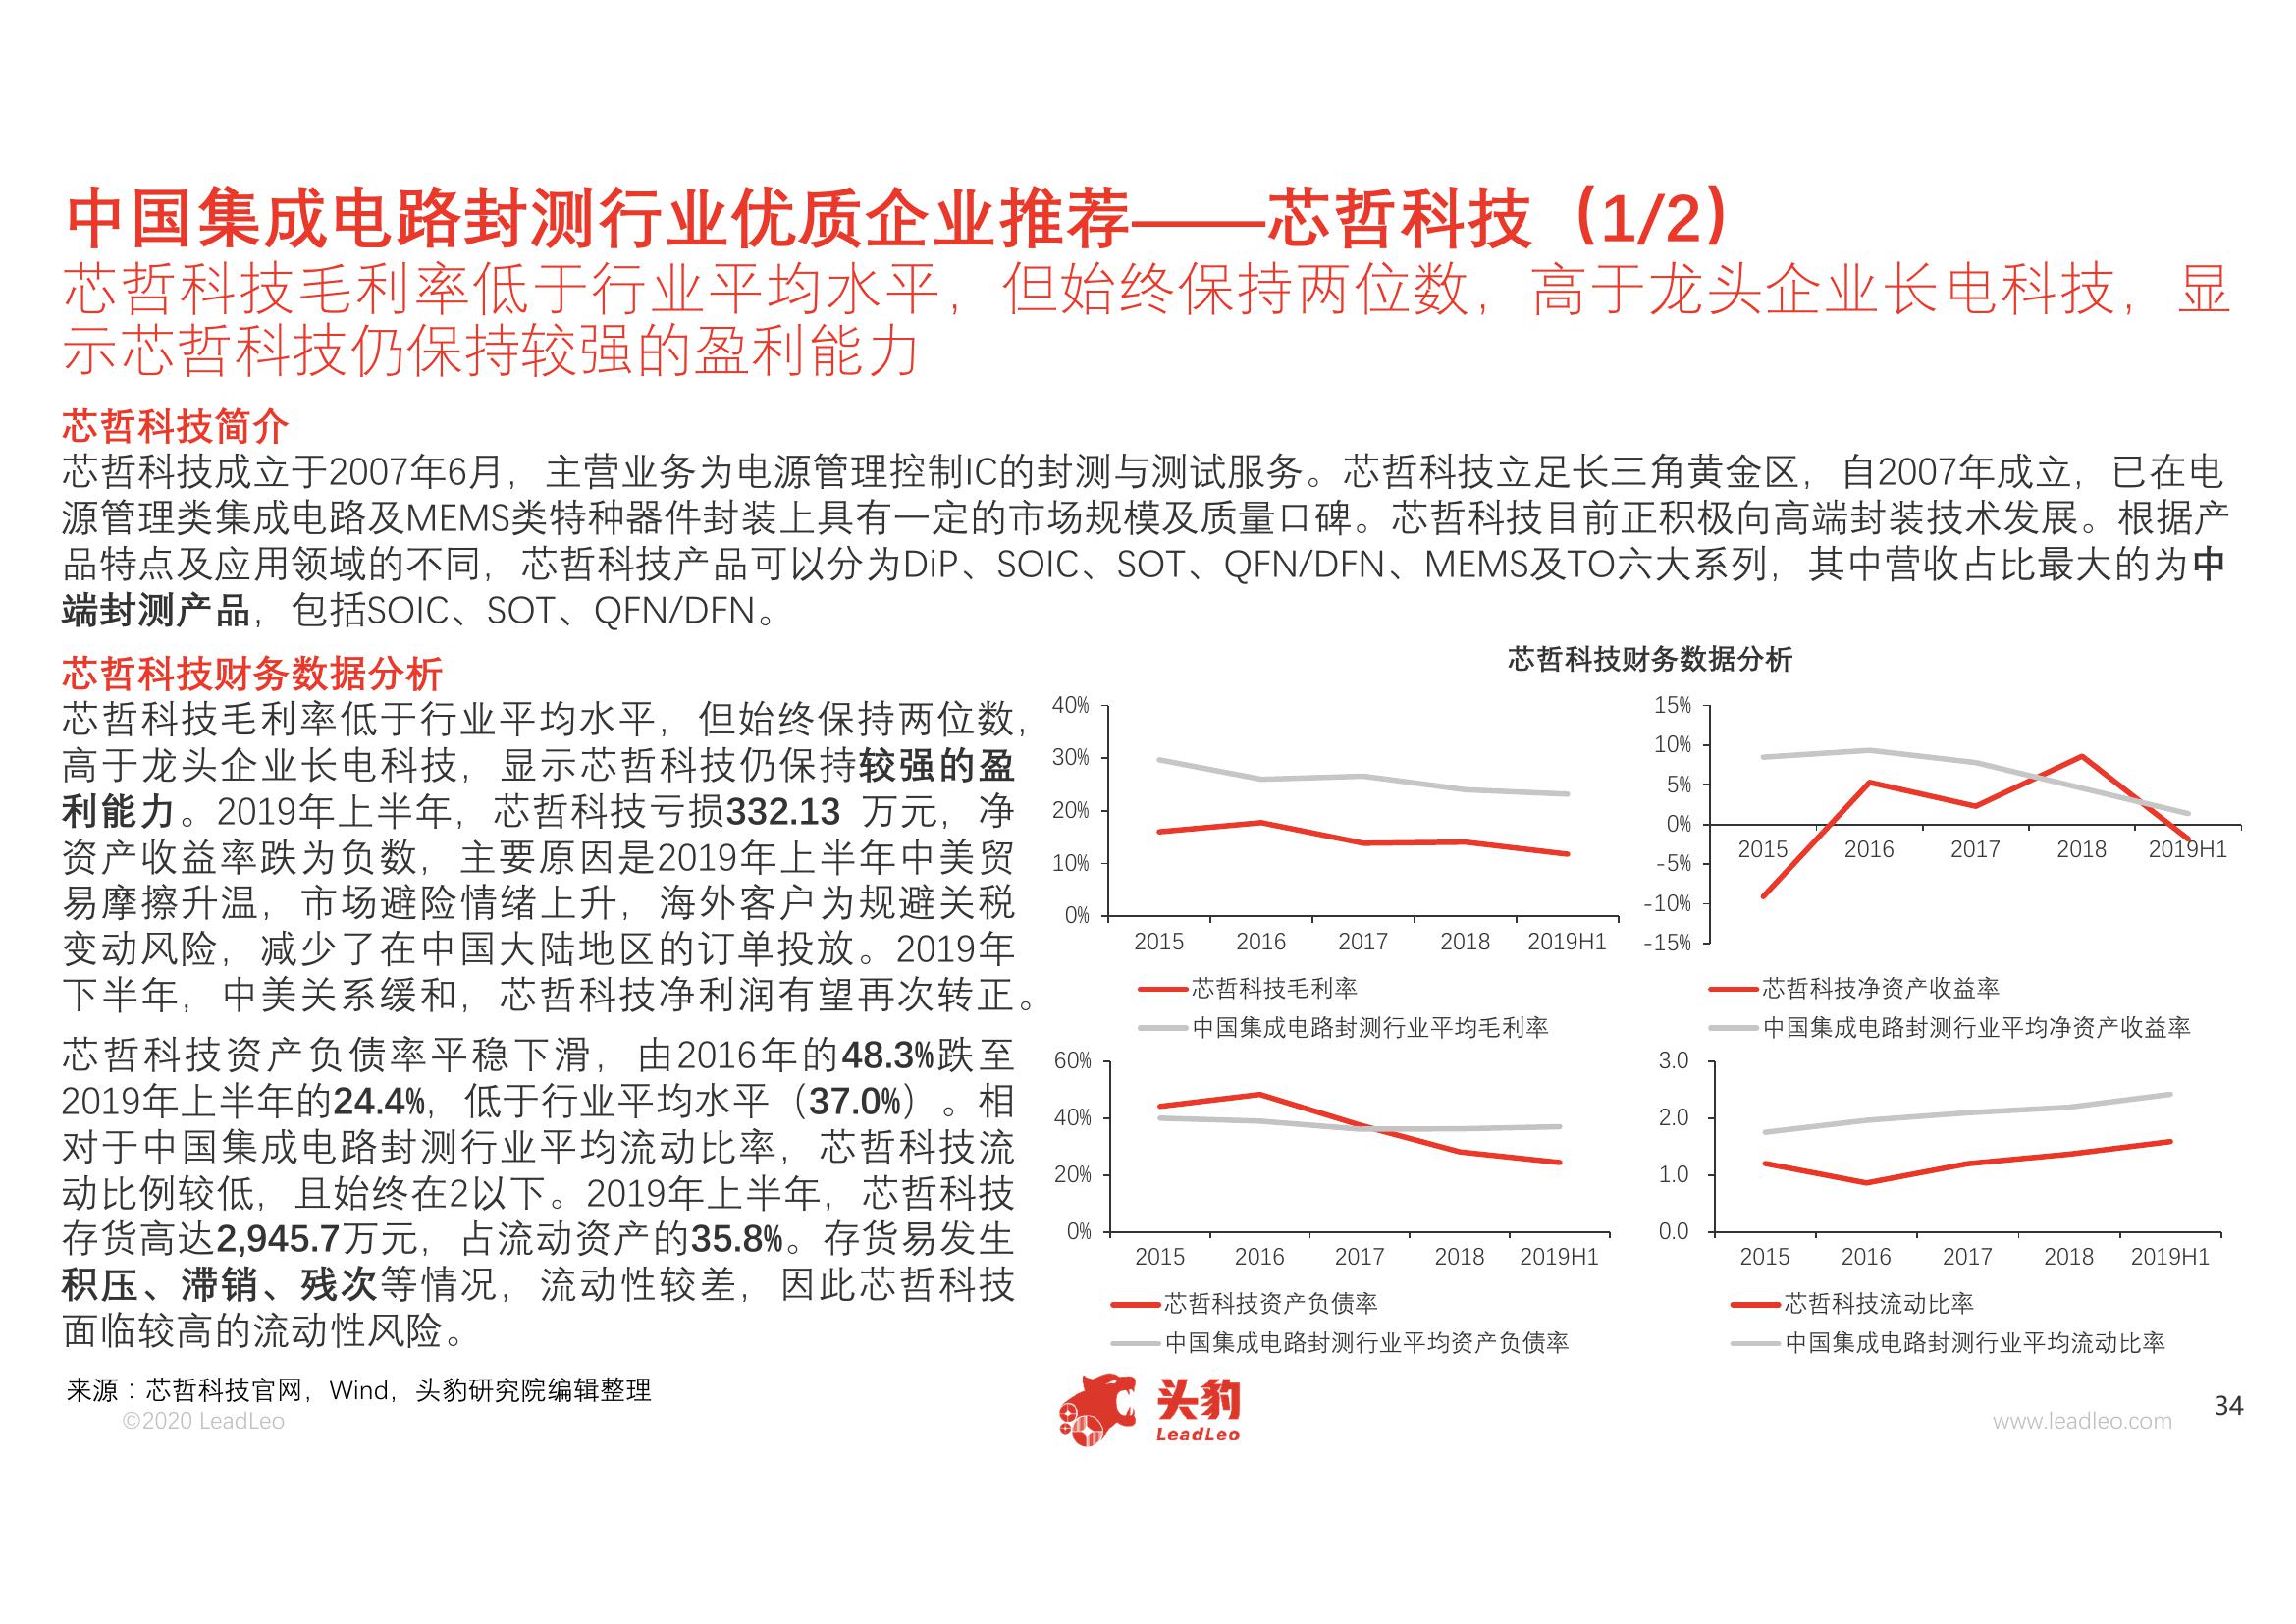 中国集成电路封测行业优质企业推荐——芯哲科技（1/2）
芯哲科技毛利率低于行业平均水平，但始终保持两位数，高于龙头企业长电科技，显
示芯哲科技仍保持较强的盈利能力
芯哲科技简介
芯哲科技成立于2007年6月，主营业务为电源管理控制IC的封测与测试服务。芯哲科技立足长三角黄金区，自2007年成立，已在电
源管理类集成电路及MEMS类特种器件封装上具有一定的市场规模及质量口碑。芯哲科技目前正积极向高端封装技术发展。根据产
品特点及应用领域的不同，芯哲科技产品可以分为DiP、SOIC、SOT、QFN/DFN、MEMS及TO六大系列，其中营收占比最大的为中
端封测产品，包括SOIC、SOT、QFN/DFN。
芯哲科技财务数据分析
芯哲科技毛利率低于行业平均水平，但始终保持两位数，
高于龙头企业长电科技，显示芯哲科技仍保持较强的盈
利能力。2019年上半年，芯哲科技亏损332.13 万元，净
资产收益率跌为负数，主要原因是2019年上半年中美贸
易摩擦升温，市场避险情绪上升，海外客户为规避关税
变动风险，减少了在中国大陆地区的订单投放。2019年
下半年，中美关系缓和，芯哲科技净利润有望再次转正。
芯哲科技资产负债率平稳下滑，由2016年的48.3%跌至
2019年上半年的24.4%，低于行业平均水平（37.0%）。相
对于中国集成电路封测行业平均流动比率，芯哲科技流
动比例较低，且始终在2以下。2019年上半年，芯哲科技
存货高达2,945.7万元，占流动资产的35.8%。存货易发生
积压、滞销、残次等情况，流动性较差，因此芯哲科技
面临较高的流动性风险。
芯哲科技财务数据分析
40%
30%
20%
10%
0%
2015 2016 2017 2018 2019H1
芯哲科技毛利率
中国集成电路封测行业平均毛利率
15%
10%
5%
0%
-5%
-10%
-15%
2015 2016 2017 2018 2019H1
芯哲科技净资产收益率
中国集成电路封测行业平均净资产收益率
60%
40%
20%
0%
2015 2016 2017 2018 2019H1
芯哲科技资产负债率
中国集成电路封测行业平均资产负债率
3.0
2.0
1.0
0.0
2015 2016 2017 2018 2019H1
芯哲科技流动比率
中国集成电路封测行业平均流动比率
来源：芯哲科技官网，Wind，头豹研究院编辑整理
©2020 LeadLeo
头豹
LeadLeo
www.leadleo.com
34